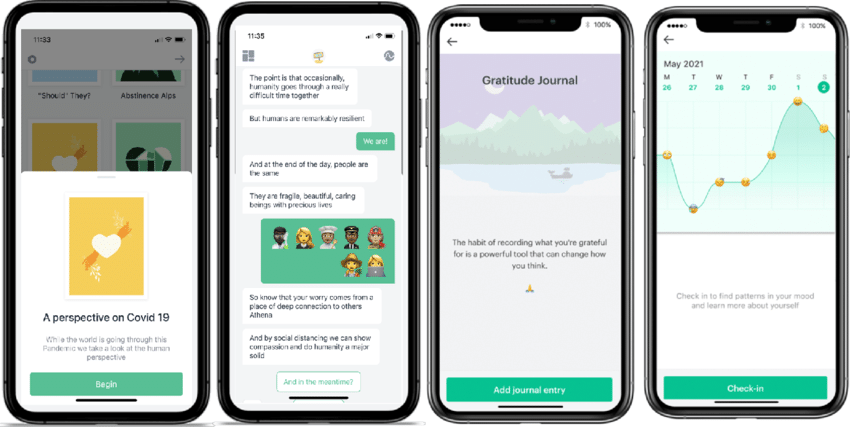 11:33
"Should" They?
Abstinence Alps
A perspective on Covid 19
While the world is going through this
Pandemic we take a look at the human
perspective
Begin
11:35
The point is that occasionally,
humanity goes through a really
difficult time together
But humans are remarkably resilient
We are!
And at the end of the day, people are
the same
They are fragile, beautiful, caring
beings with precious lives
So know that your worry comes from a
place of deep connection to others
Athena
And by social distancing we can show
compassion and do humanity a major
solid
And in the meantime?
100%
Gratitude Journal
The habit of recording what you're grateful
for is a powerful tool that can change how
you think.
Add journal entry
100%
May 2021
M T W T F S S
26 27 28 29 30 1 2
Check in to find patterns in your mood
and learn more about yourself
Check-in